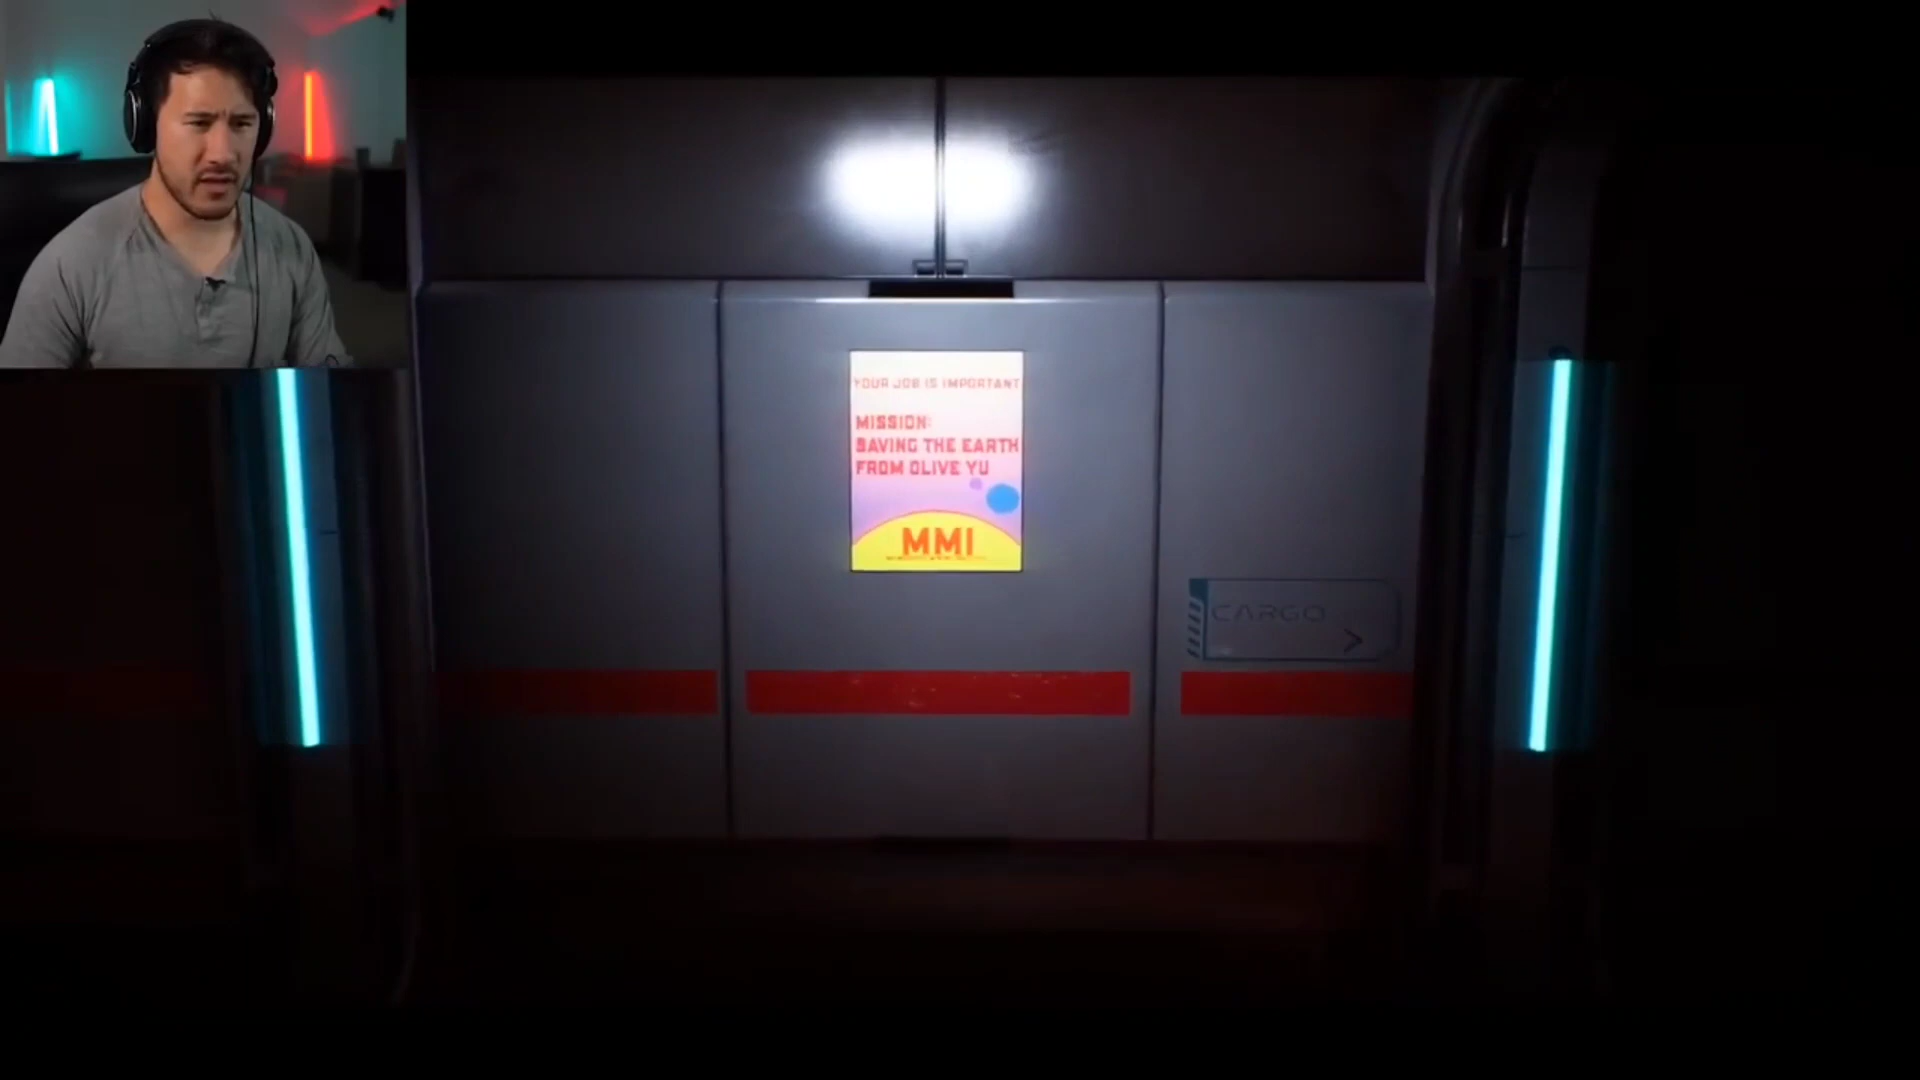 YOUR JOB IS IMPORTANT
MISSION:
SAVING THE EARTH
FROM OLIVE YU
MMI
CARGO